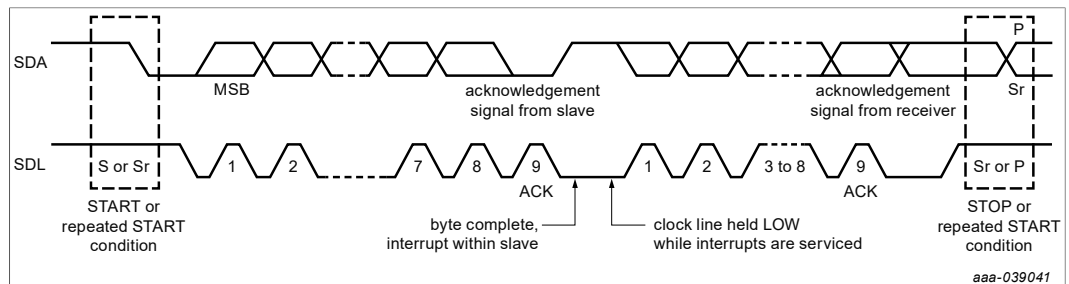 P
SDA
MSB
acknowledgement
signal from slave
acknowledgement
signal from receiver
Sr
SDL
S or Sr
1
2
7
8
9
1
2
3 to 8
9
Sr or P
ACK
ACK
START or
repeated START
condition
byte complete,
interrupt within slave
clock line held LOW
while interrupts are serviced
STOP or
repeated START
condition
aaa-039041